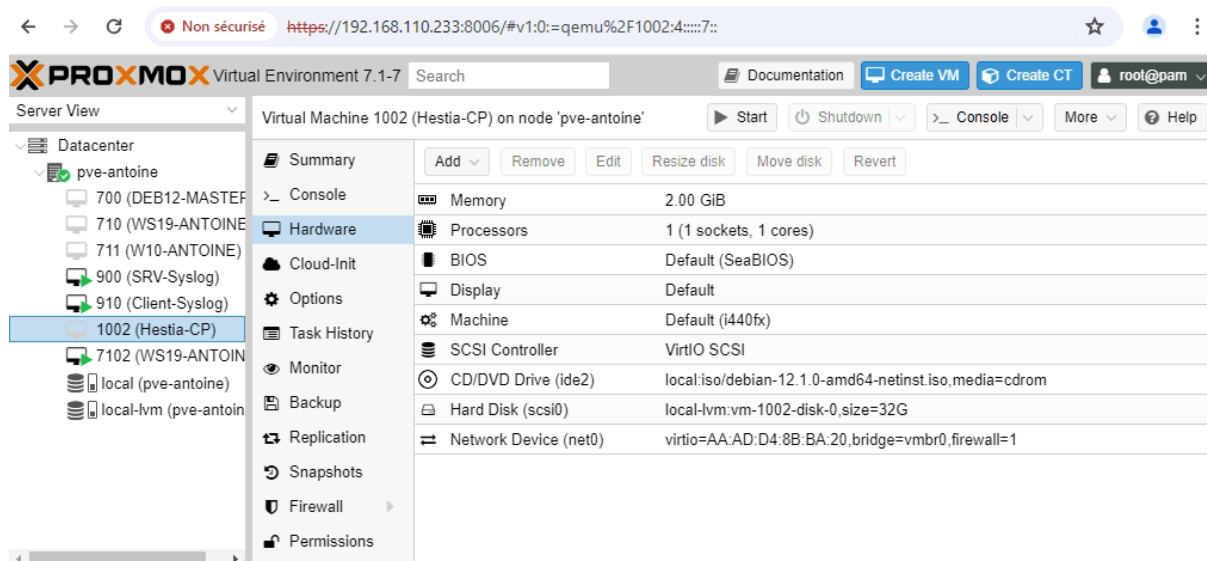 Non sécurisé https://192.168.110.233:8006/#v1:0:=qemu%2F1002:4:::::7::
PROXMOX Virtual Environment 7.1-7 Search Documentation Create VM Create CT root@pam
Server View
Virtual Machine 1002 (Hestia-CP) on node 'pve-antoine' Start Shutdown >_ Console More Help
Datacenter
pve-antoine
700 (DEB12-MASTER
710 (WS19-ANTOINE
711 (W10-ANTOINE)
900 (SRV-Syslog)
910 (Client-Syslog)
1002 (Hestia-CP)
7102 (WS19-ANTOIN
local (pve-antoine)
local-lvm (pve-antoin
Summary
>_ Console
Hardware
Cloud-Init
Options
Task History
Monitor
Backup
Replication
Snapshots
Firewall
Permissions
Add Remove Edit Resize disk Move disk Revert
Memory 2.00 GiB
Processors 1 (1 sockets, 1 cores)
BIOS Default (SeaBIOS)
Display Default
Machine Default (i440fx)
SCSI Controller VirtIO SCSI
CD/DVD Drive (ide2) local:iso/debian-12.1.0-amd64-netinst.iso,media=cdrom
Hard Disk (scsi0) local-lvm:vm-1002-disk-0,size=32G
Network Device (net0) virtio=AA:AD:D4:8B:BA:20,bridge=vmbr0,firewall=1